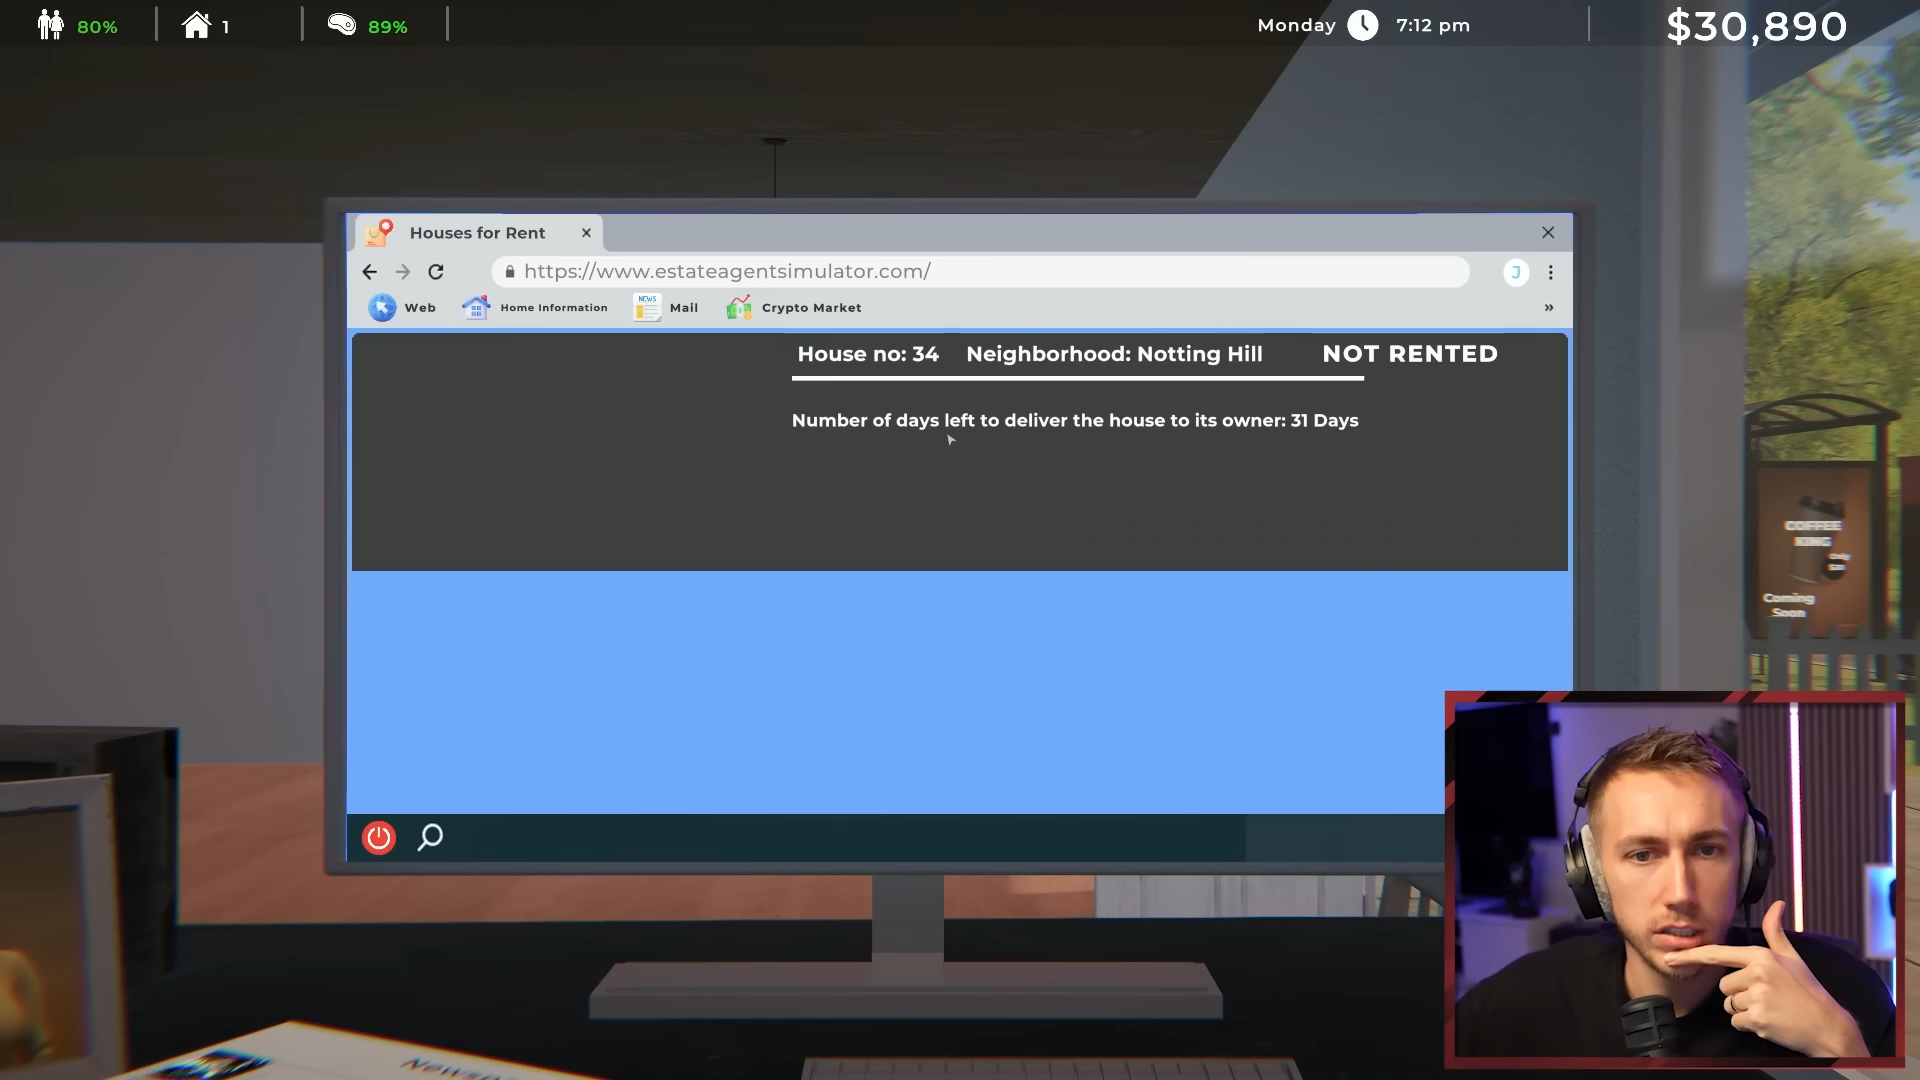 80%
1
89%
Monday
7:12 pm
$30,890
Houses for Rent
https://www.estateagentsimulator.com/
J
Web
Home Information
NEWS
Mail
Crypto Market
House no: 34
Neighborhood: Notting Hill
NOT RENTED
Number of days left to deliver the house to its owner: 31 Days
COFFEE
KING
Only
Coming
Soon